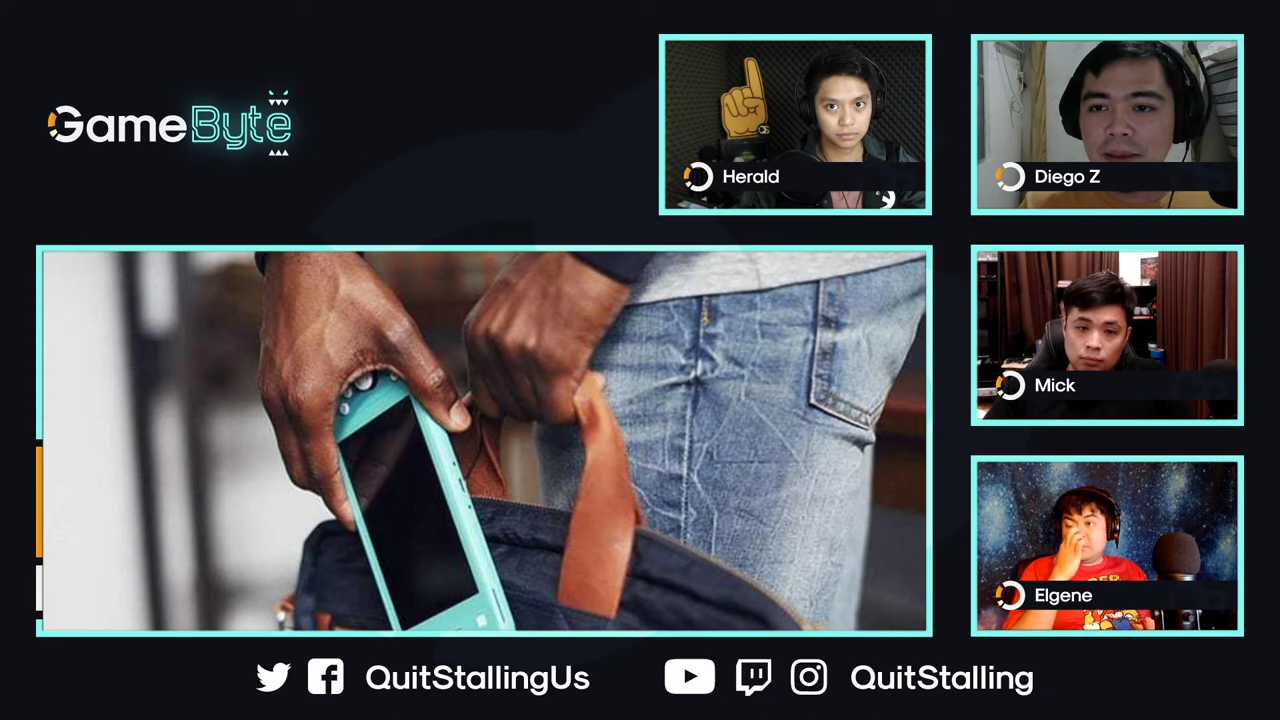 GameByte
Herald
Diego Z
Mick
Elgene
QuitStallingUs
QuitStalling